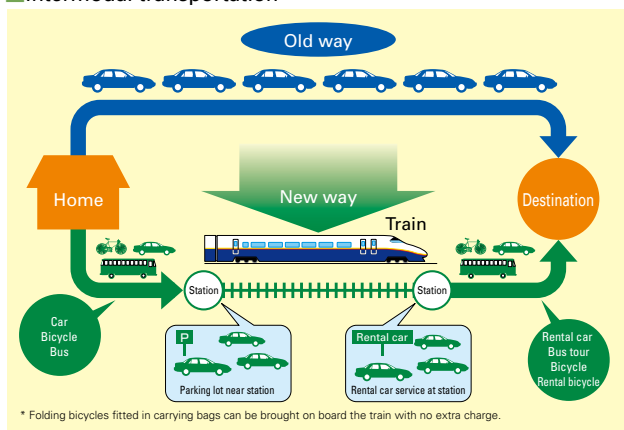 Intermodal transportation
Old way
Home
New way
Destination
Train
Station
Station
Car
Bicycle
Bus
P
Parking lot near station
Rental car
Rental car service at station
Rental car
Bus tour
Bicycle
Rental bicycle
* Folding bicycles fitted in carrying bags can be brought on board the train with no extra charge.